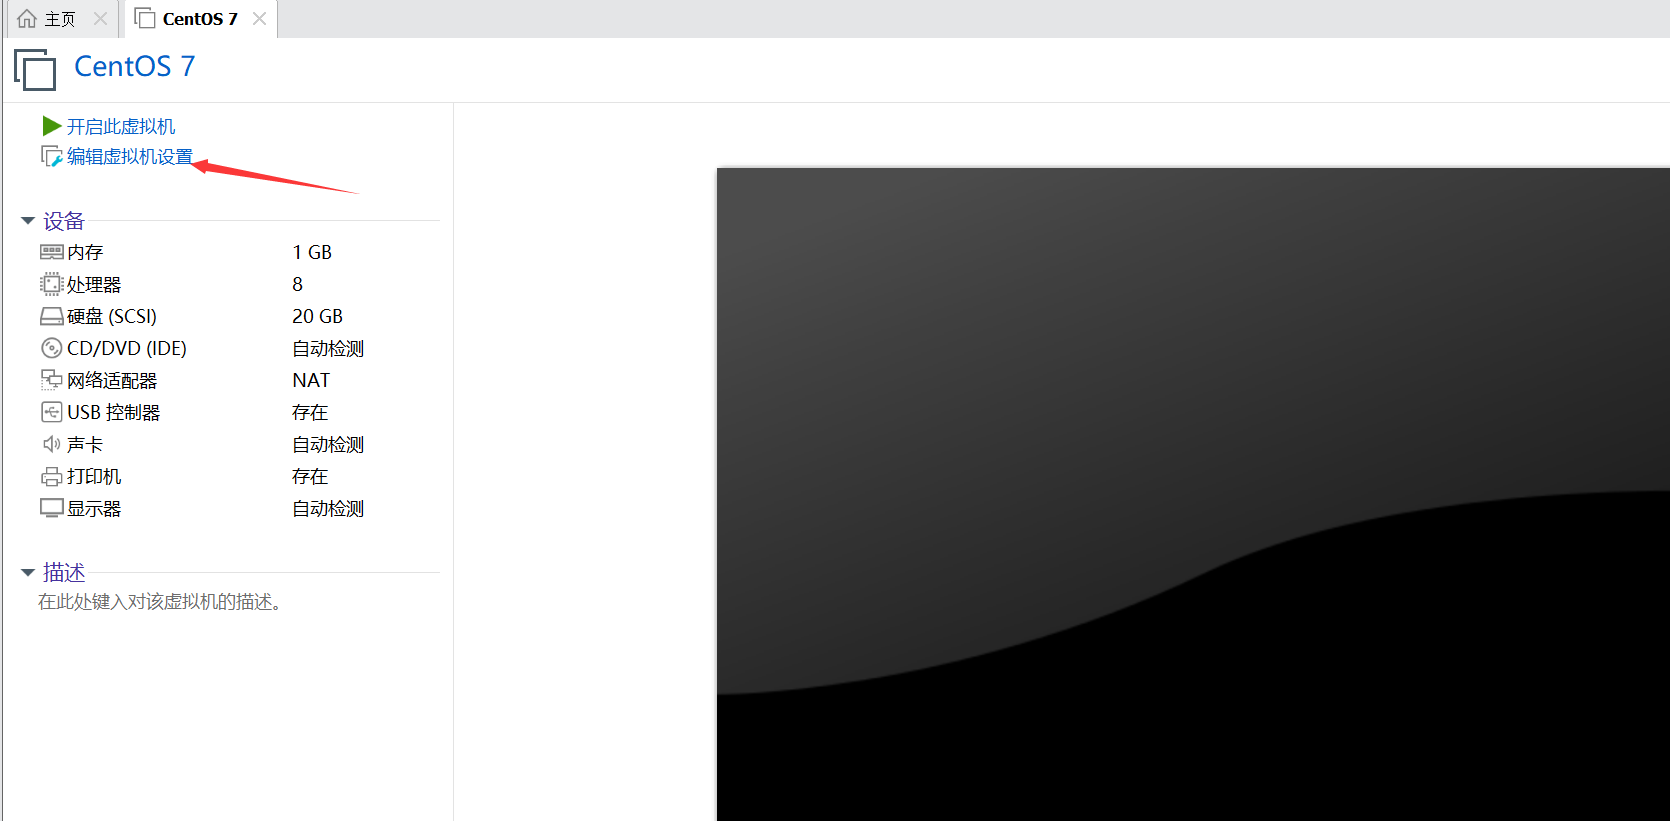 主页
CentOS 7
CentOS 7
开启此虚拟机
编辑虚拟机设置
设备
内存 1 GB
处理器 8
硬盘 (SCSI) 20 GB
CD/DVD (IDE) 自动检测
网络适配器 NAT
USB 控制器 存在
声卡 自动检测
打印机 存在
显示器 自动检测
描述
在此处键入对该虚拟机的描述。